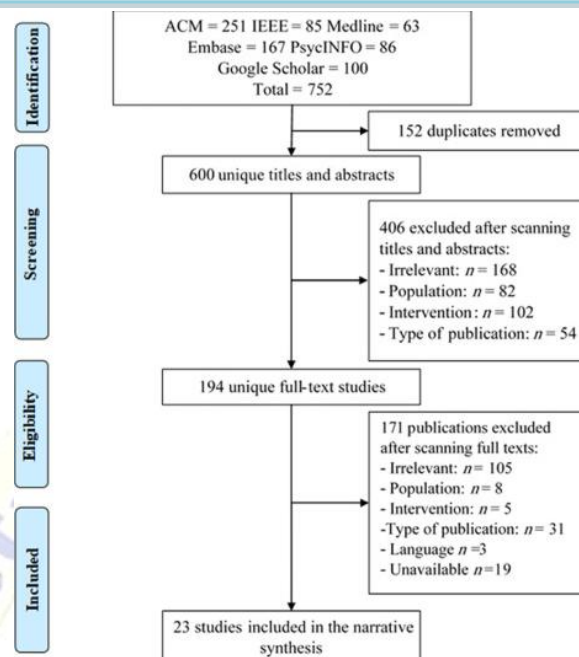 Identification
ACM = 251 IEEE = 85 Medline = 63
Embase = 167 PsycINFO = 86
Google Scholar = 100
Total = 752
152 duplicates removed
Screening
600 unique titles and abstracts
406 excluded after scanning
titles and abstracts:
- Irrelevant: n = 168
- Population: n = 82
- Intervention: n = 102
- Type of publication: n = 54
Eligibility
194 unique full-text studies
171 publications excluded
after scanning full texts:
- Irrelevant: n = 105
- Population: n = 8
- Intervention: n = 5
-Type of publication: n = 31
- Language n =3
- Unavailable n=19
Included
23 studies included in the narrative
synthesis